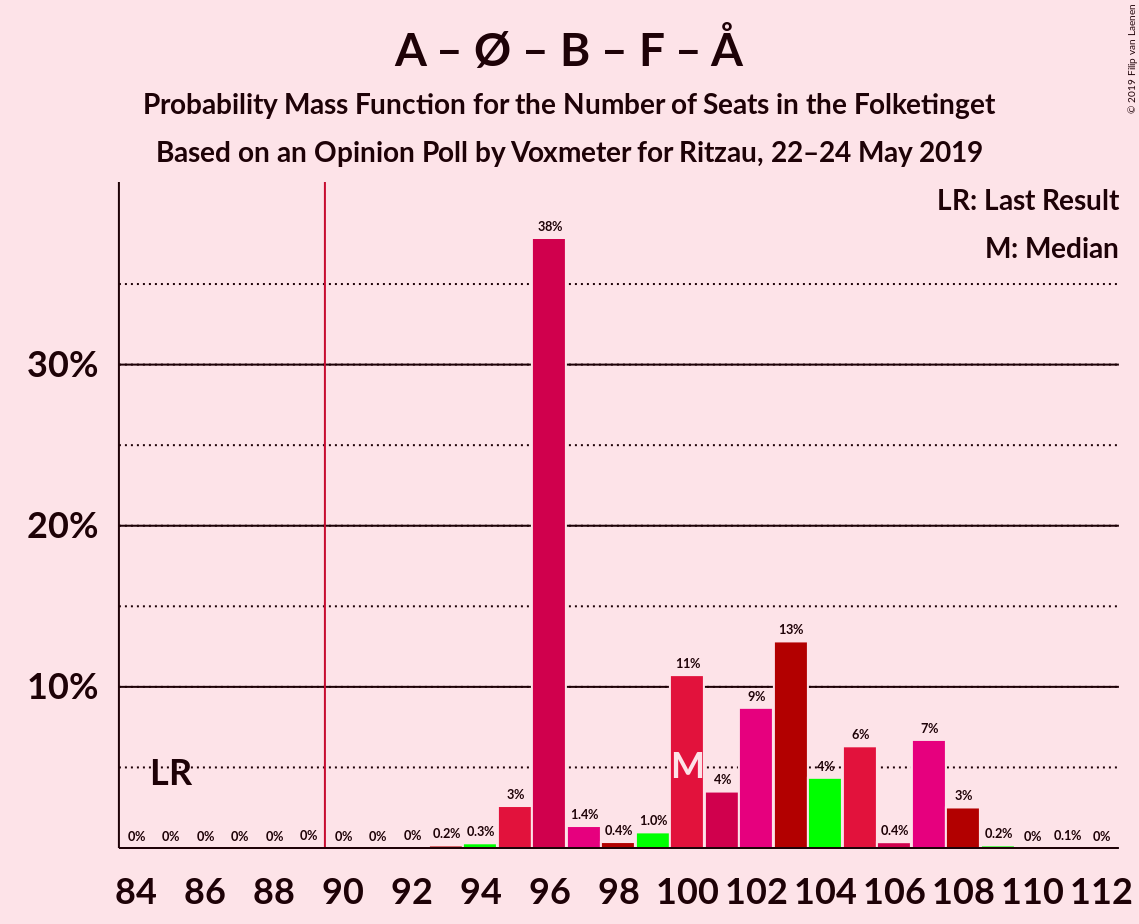 A – Ø – B – F – Å
Probability Mass Function for the Number of Seats in the Folketinget
Based on an Opinion Poll by Voxmeter for Ritzau, 22–24 May 2019
© 2019 Filip van Laenen
LR: Last Result
M: Median
30%
20%
10%
LR
M
0% 0% 0% 0% 0% 0% 0% 0% 0% 0.2% 0.3% 3% 38% 1.4% 0.4% 1.0% 11% 4% 9% 13% 4% 6% 0.4% 7% 3% 0.2% 0% 0.1% 0%
84 86 88 90 92 94 96 98 100 102 104 106 108 110 112